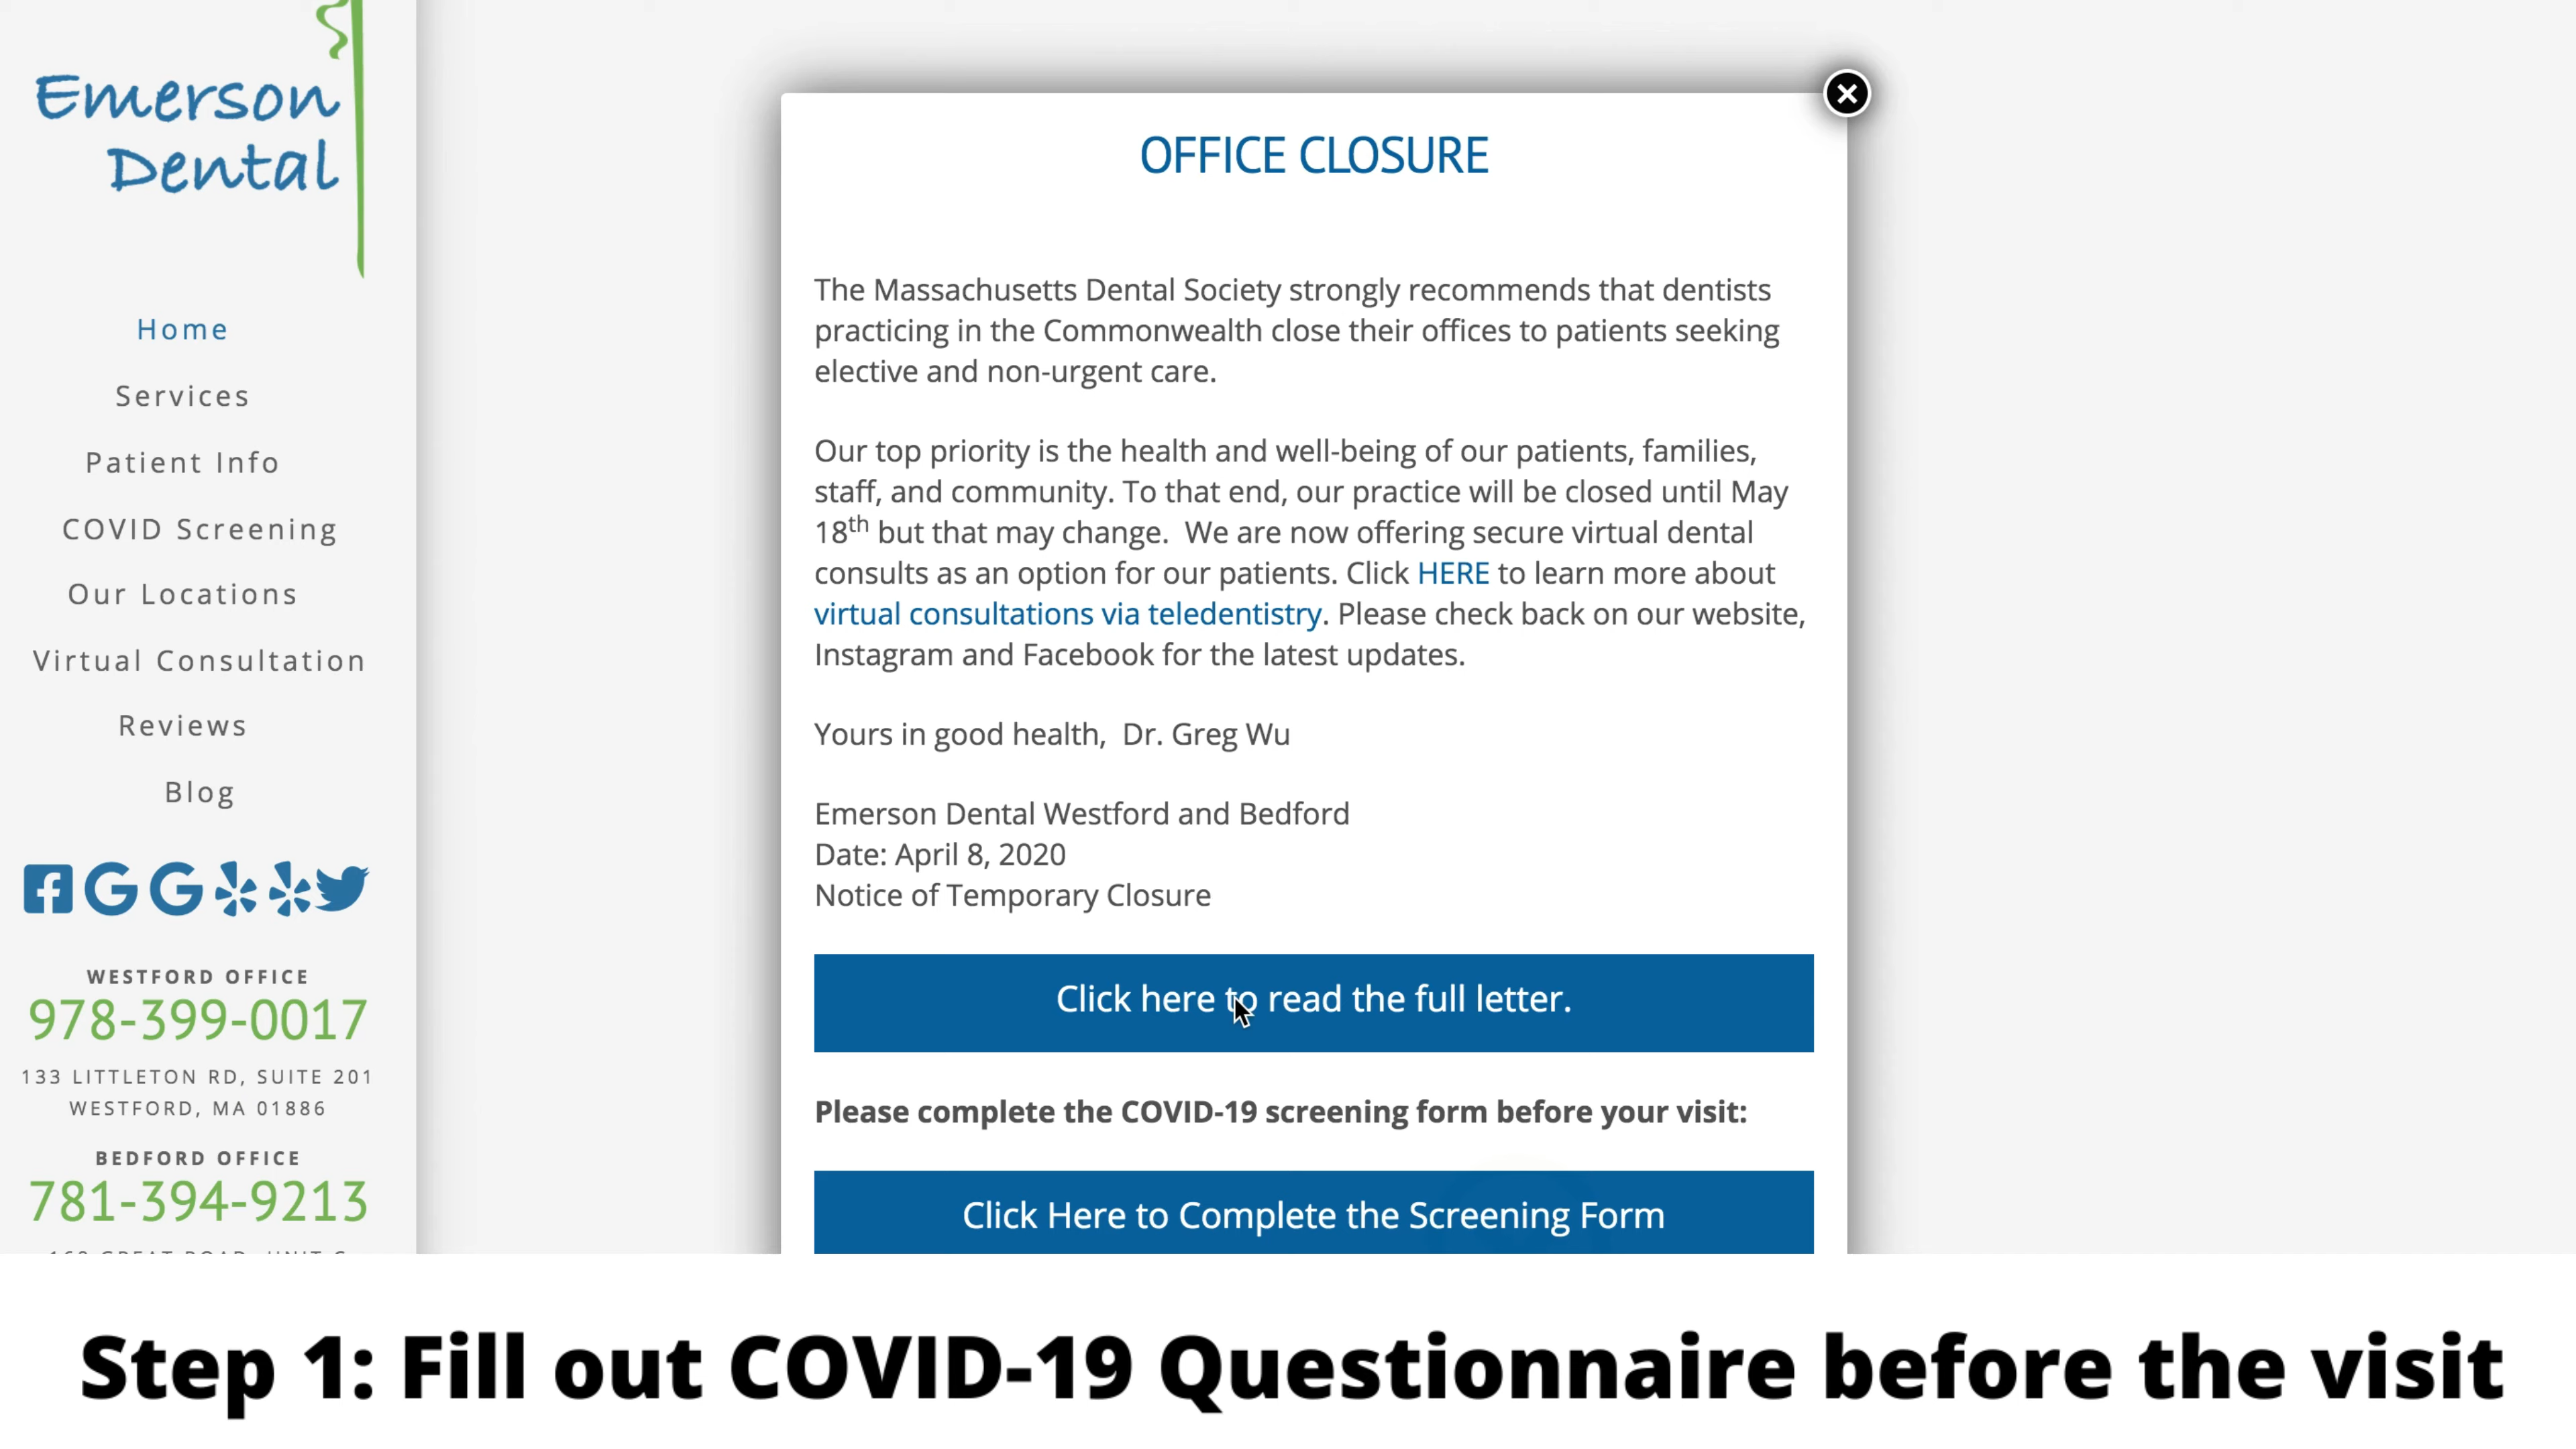 Emerson
Dental
Home
Services
Patient Info
COVID Screening
Our Locations
Virtual Consultation
Reviews
Blog
WESTFORD OFFICE
978-399-0017
133 LITTLETON RD, SUITE 201
WESTFORD, MA 01886
BEDFORD OFFICE
781-394-9213
OFFICE CLOSURE
The Massachusetts Dental Society strongly recommends that dentists
practicing in the Commonwealth close their offices to patients seeking
elective and non-urgent care.
Our top priority is the health and well-being of our patients, families,
staff, and community. To that end, our practice will be closed until May
18th but that may change.  We are now offering secure virtual dental
consults as an option for our patients. Click HERE to learn more about
virtual consultations via teledentistry. Please check back on our website,
Instagram and Facebook for the latest updates.
Yours in good health,  Dr. Greg Wu
Emerson Dental Westford and Bedford
Date: April 8, 2020
Notice of Temporary Closure
Click here to read the full letter.
Please complete the COVID-19 screening form before your visit:
Click Here to Complete the Screening Form
Step 1: Fill out COVID-19 Questionnaire before the visit